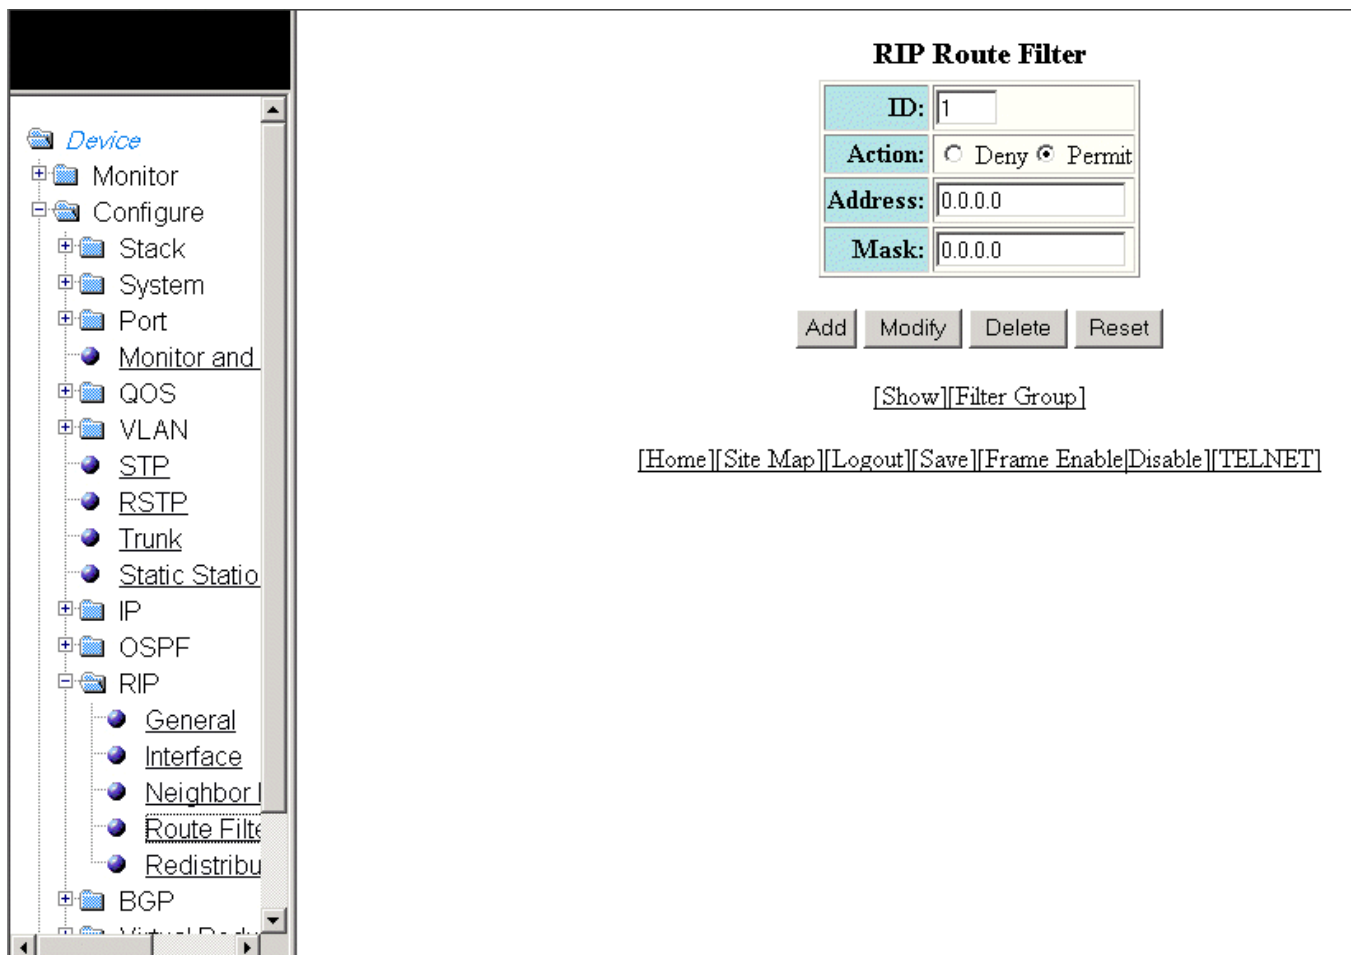 Device
Monitor
Configure
Stack
System
Port
Monitor and
QOS
VLAN
STP
RSTP
Trunk
Static Statio
IP
OSPF
RIP
General
Interface
Neighbor
Route Filte
Redistribu
BGP
RIP Route Filter
ID: 1
Action: Deny Permit
Address: 0.0.0.0
Mask: 0.0.0.0
Add Modify Delete Reset
[Show][Filter Group]
[Home][Site Map][Logout][Save][Frame Enable|Disable][TELNET]